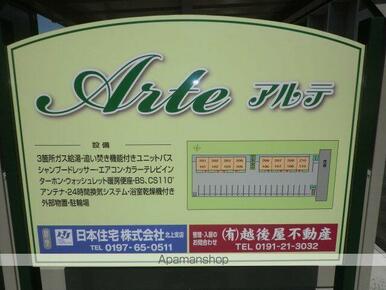 Arte アルテ
設備
3箇所ガス給湯・追い焚き機能付きユニットバス
シャンプードレッサー・エアコン・カラーテレビイン
ターホン・ウォシュレット暖房便座・BS、CS110°
アンテナ・24時間換気システム・浴室乾燥機付き
外部物置・駐輪場
日本住宅株式会社 北上支店
TEL 0197-65-0511
管理・入居の
お問合わせ
(有)越後屋不動産
TEL 0191-21-3032
Apamanshop